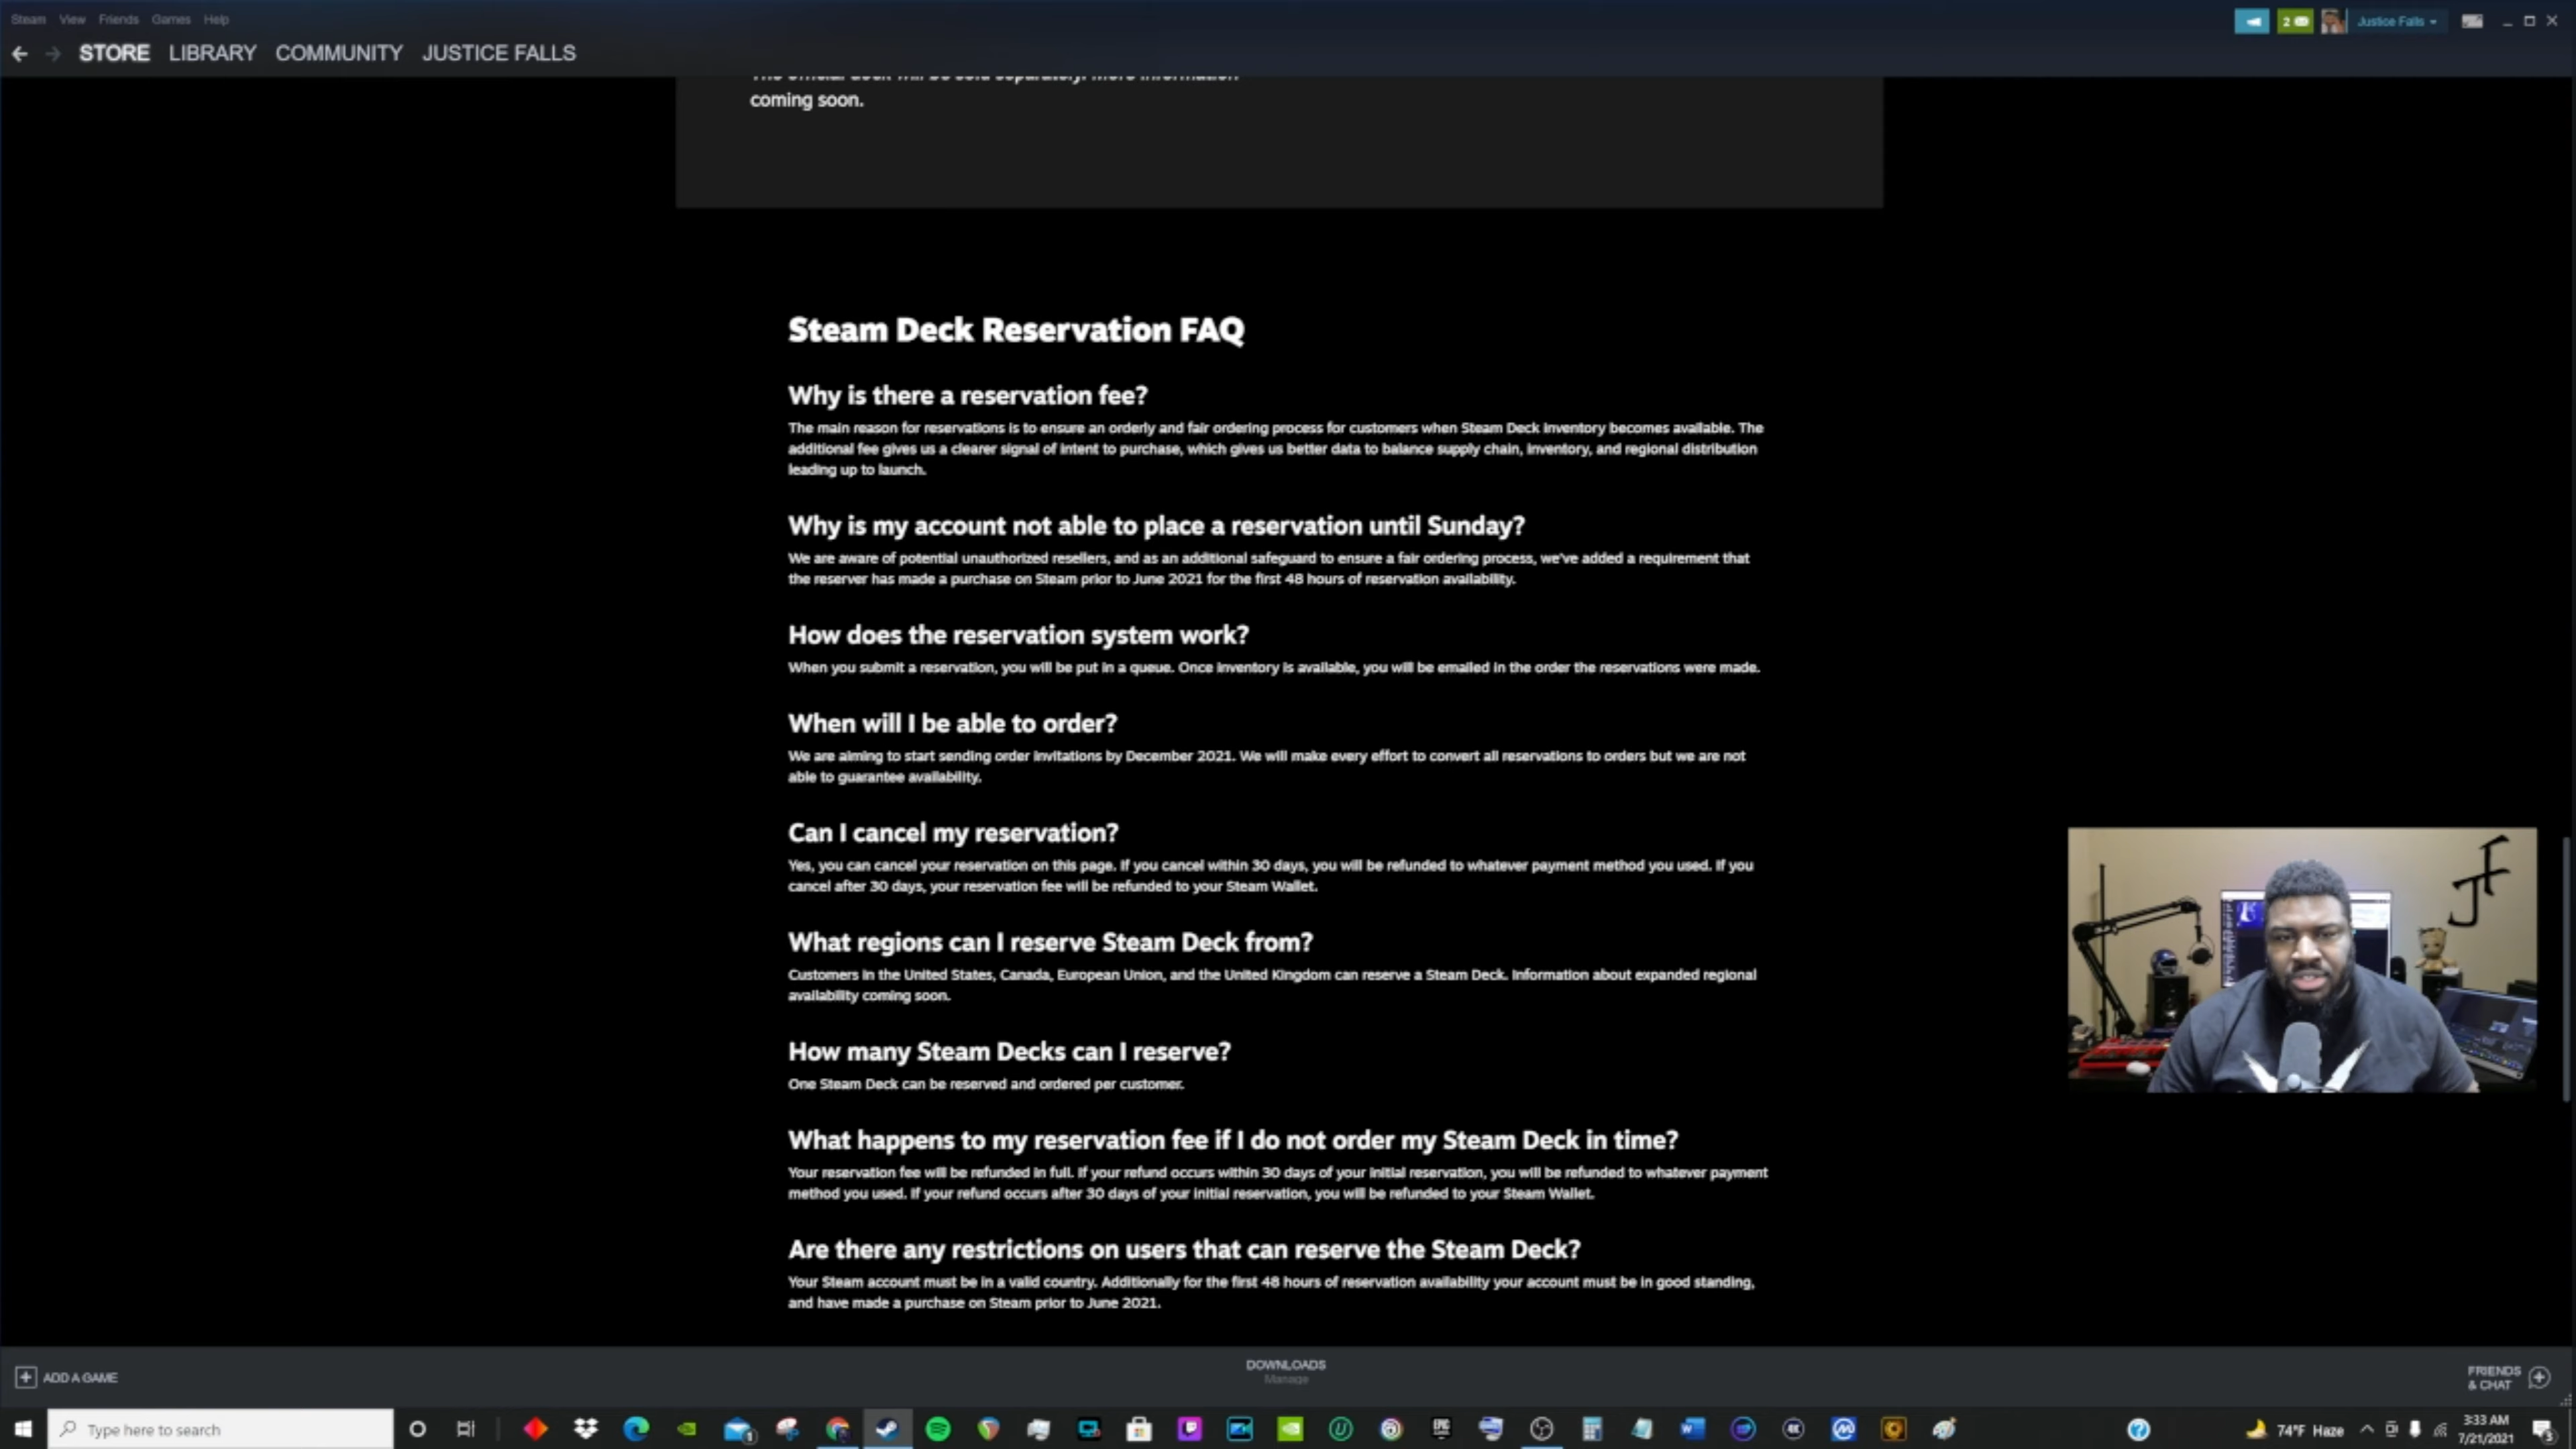 Steam View Friends Games Help
2
Justice Falls
STORE LIBRARY COMMUNITY JUSTICE FALLS
The official dock will be sold separately. More information
coming soon.
Steam Deck Reservation FAQ
Why is there a reservation fee?
The main reason for reservations is to ensure an orderly and fair ordering process for customers when Steam Deck inventory becomes available. The
additional fee gives us a clearer signal of intent to purchase, which gives us better data to balance supply chain, inventory, and regional distribution
leading up to launch.
Why is my account not able to place a reservation until Sunday?
We are aware of potential unauthorized resellers, and as an additional safeguard to ensure a fair ordering process, we've added a requirement that
the reserver has made a purchase on Steam prior to June 2021 for the first 48 hours of reservation availability.
How does the reservation system work?
When you submit a reservation, you will be put in a queue. Once inventory is available, you will be emailed in the order the reservations were made.
When will I be able to order?
We are aiming to start sending order invitations by December 2021. We will make every effort to convert all reservations to orders but we are not
able to guarantee availability.
Can I cancel my reservation?
Yes, you can cancel your reservation on this page. If you cancel within 30 days, you will be refunded to whatever payment method you used. If you
cancel after 30 days, your reservation fee will be refunded to your Steam Wallet.
What regions can I reserve Steam Deck from?
Customers in the United States, Canada, European Union, and the United Kingdom can reserve a Steam Deck. Information about expanded regional
availability coming soon.
How many Steam Decks can I reserve?
One Steam Deck can be reserved and ordered per customer.
What happens to my reservation fee if I do not order my Steam Deck in time?
Your reservation fee will be refunded in full. If your refund occurs within 30 days of your initial reservation, you will be refunded to whatever payment
method you used. If your refund occurs after 30 days of your initial reservation, you will be refunded to your Steam Wallet.
Are there any restrictions on users that can reserve the Steam Deck?
Your Steam account must be in a valid country. Additionally for the first 48 hours of reservation availability your account must be in good standing,
and have made a purchase on Steam prior to June 2021.
ADD A GAME
DOWNLOADS
Manage
FRIENDS
& CHAT
Type here to search
74°F Haze
3:33 AM
7/21/2021